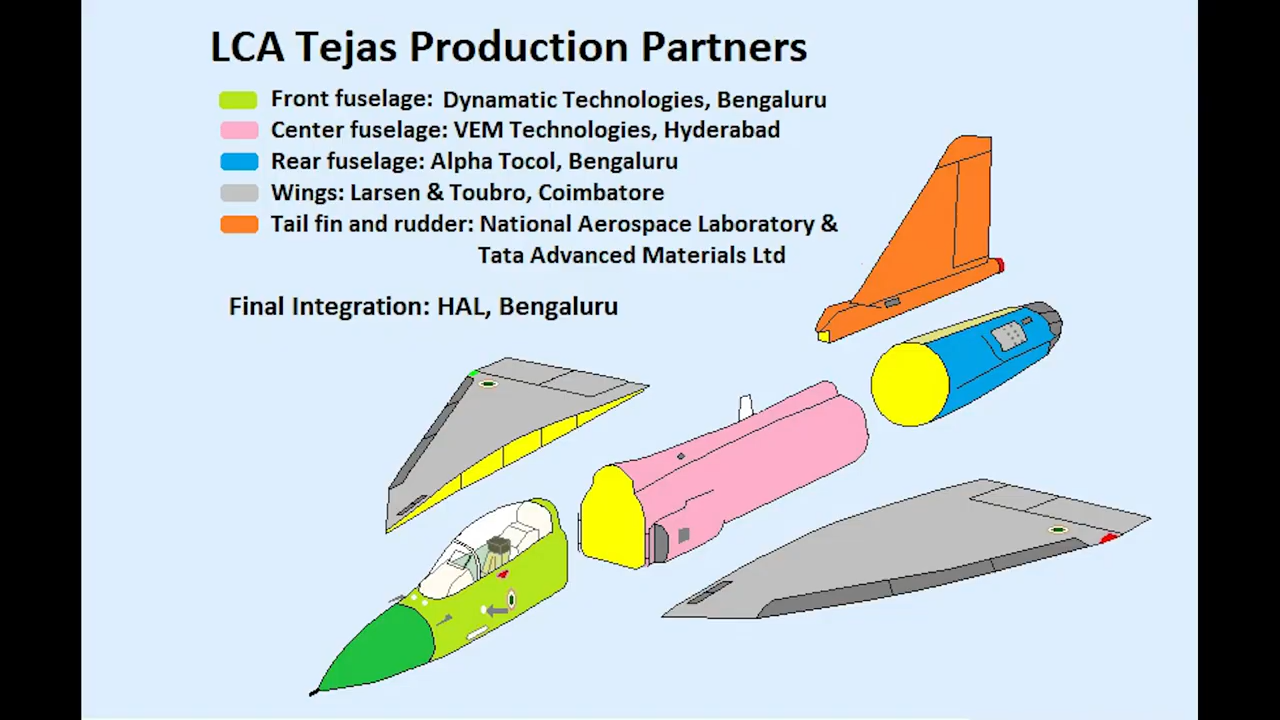 LCA Tejas Production Partners
Front fuselage: Dynamatic Technologies, Bengaluru
Center fuselage: VEM Technologies, Hyderabad
Rear fuselage: Alpha Tocol, Bengaluru
Wings: Larsen & Toubro, Coimbatore
Tail fin and rudder: National Aerospace Laboratory &
Tata Advanced Materials Ltd
Final Integration: HAL, Bengaluru